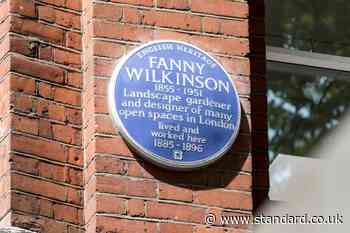 ENGLISH HERITAGE
FANNY
WILKINSON
1855 - 1951
Landscape gardener
and designer of many
open spaces in London
lived and
worked here
1885 - 1896
© standard.co.uk